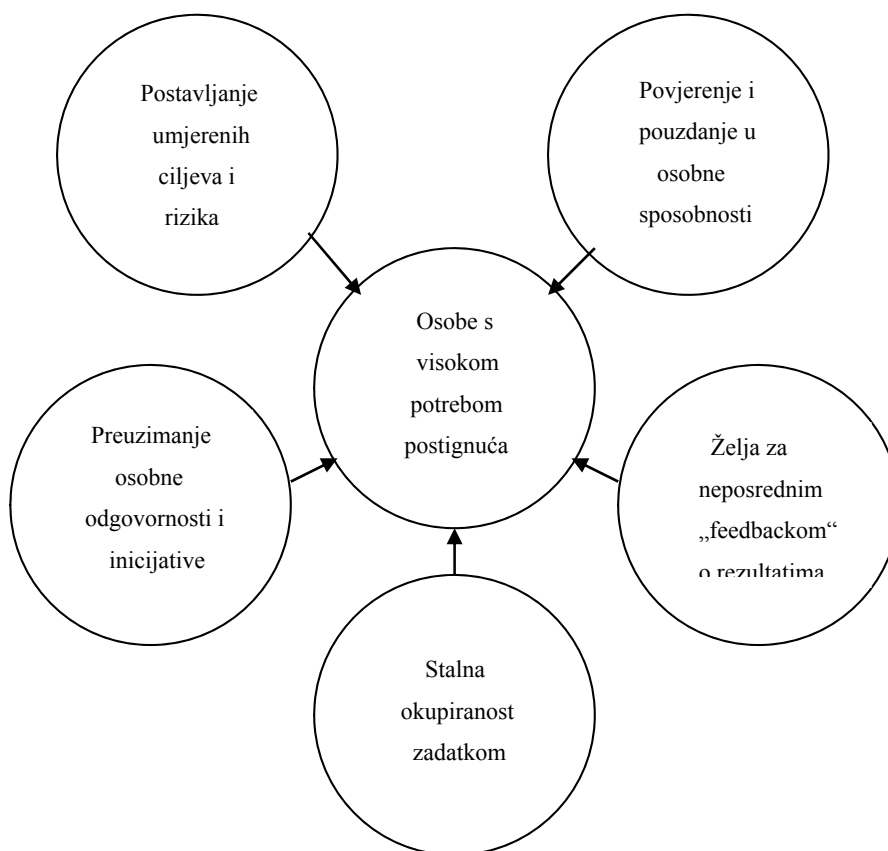 Postavljanje
umjerenih
ciljeva i
rizika
Povjerenje i
pouzdanje u
osobne
sposobnosti
Osobe s
visokom
potrebom
postignuća
Preuzimanje
osobne
odgovornosti i
inicijative
Želja za
neposrednim
„feedbackom“
o rezultatima
Stalna
okupiranost
zadatkom